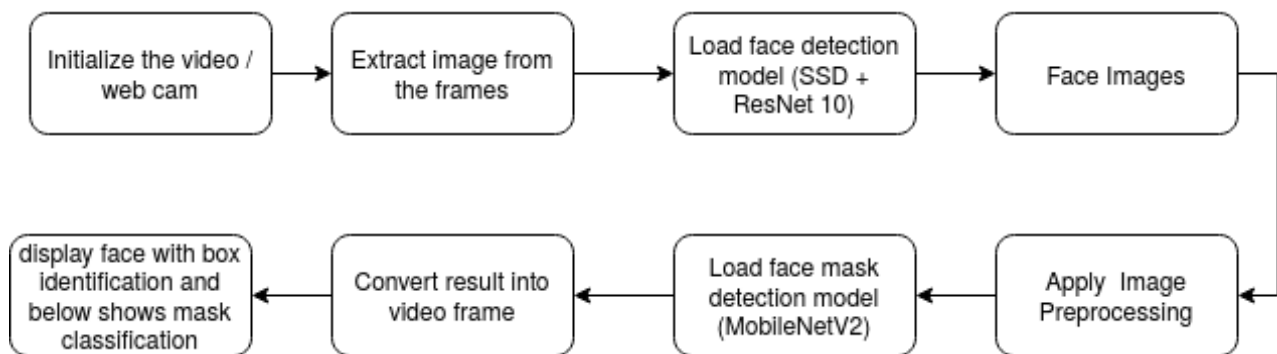 Initialize the video /
web cam
Extract image from
the frames
Load face detection
model (SSD +
ResNet 10)
Face Images
display face with box
identification and
below shows mask
classification
Convert result into
video frame
Load face mask
detection model
(MobileNetV2)
Apply  Image
Preprocessing